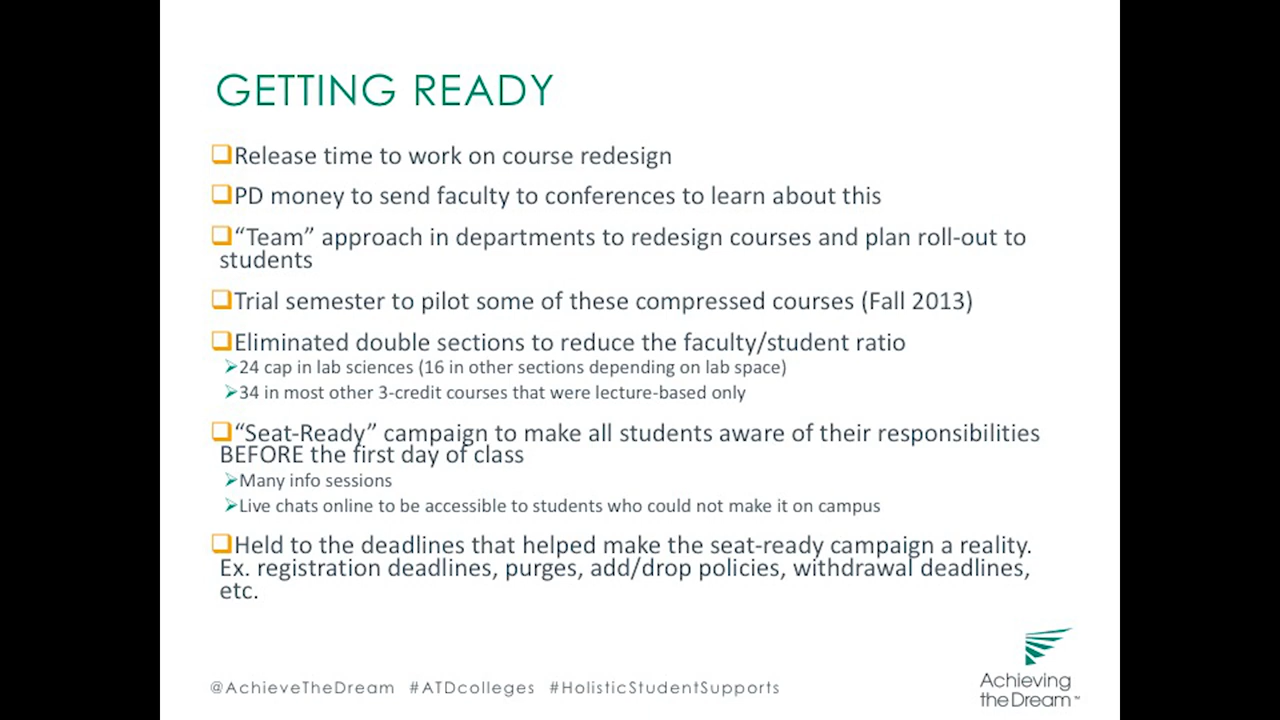 GETTING READY
Release time to work on course redesign
PD money to send faculty to conferences to learn about this
“Team” approach in departments to redesign courses and plan roll-out to
students
Trial semester to pilot some of these compressed courses (Fall 2013)
Eliminated double sections to reduce the faculty/student ratio
24 cap in lab sciences (16 in other sections depending on lab space)
34 in most other 3-credit courses that were lecture-based only
“Seat-Ready” campaign to make all students aware of their responsibilities
BEFORE the first day of class
Many info sessions
Live chats online to be accessible to students who could not make it on campus
Held to the deadlines that helped make the seat-ready campaign a reality.
Ex. registration deadlines, purges, add/drop policies, withdrawal deadlines,
etc.
@AchieveTheDream #ATDcolleges #HolisticStudentSupports
Achieving
the Dream™